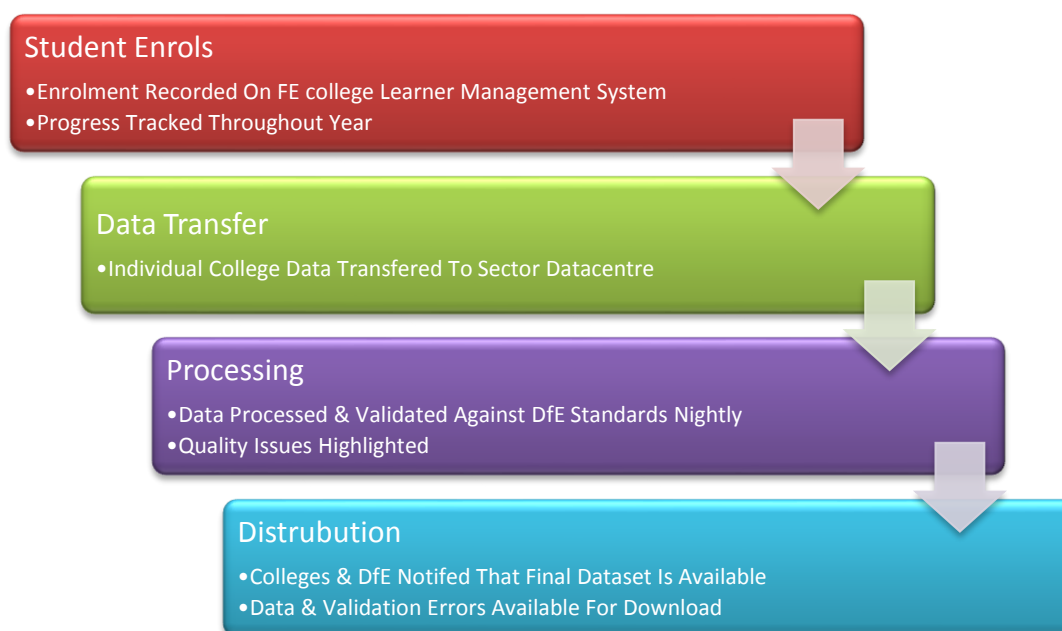 Student Enrols
•Enrolment Recorded On FE college Learner Management System
•Progress Tracked Throughout Year
Data Transfer
•Individual College Data Transfered To Sector Datacentre
Processing
•Data Processed & Validated Against DfE Standards Nightly
•Quality Issues Highlighted
Distrubution
•Colleges & DfE Notifed That Final Dataset Is Available
•Data & Validation Errors Available For Download